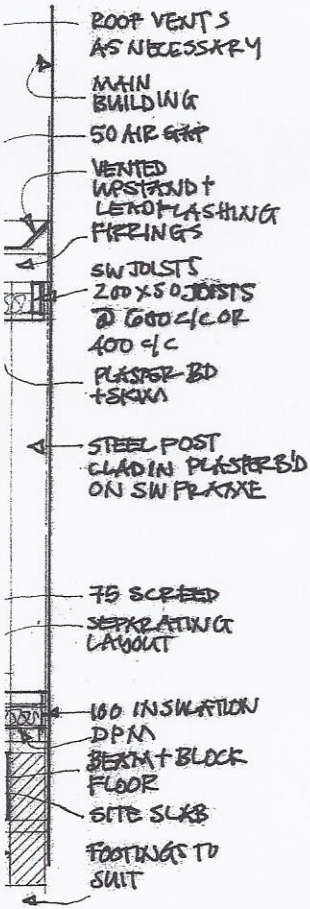 ROOF VENTS
AS NECESSARY
MAIN
BUILDING
50 AIR GAP
VENTED
UPSTAND +
LEAD FLASHING
FIRRINGS
SW JOISTS
200 X 50 JOISTS
@ 600 C/C OR
400 C/C
PLASTER BD
+ SKIM
STEEL POST
CLAD IN PLASTERB'D
ON SW FRAME
75 SCREED
SEPARATING
LAYOUT
100 INSULATION
DPM
BEAM + BLOCK
FLOOR
SITE SLAB
FOOTINGS TO
SUIT